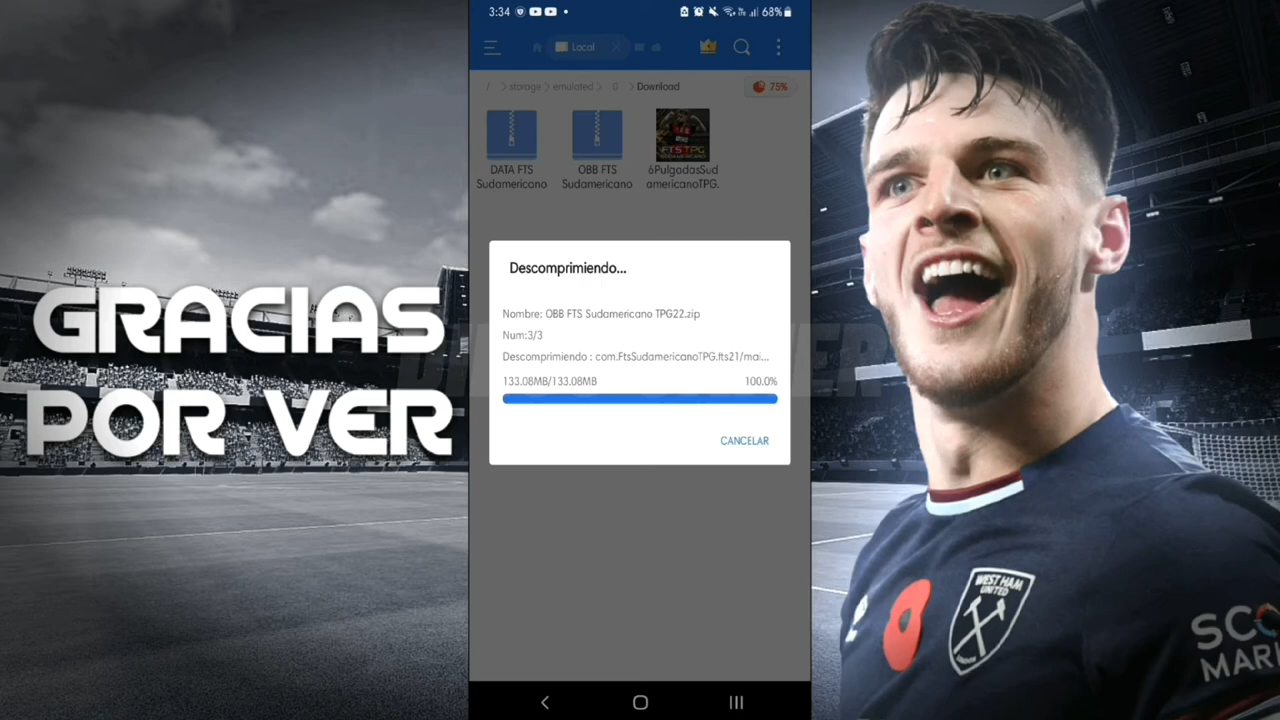 3:34
68%
Local
/ > storage > emulated > 0 > Download
75%
DATA FTS
Sudamericano
OBB FTS
Sudamericano
FTSTPG
6PulgadasSud
americanoTPG.
Descomprimiendo...
Nombre: OBB FTS Sudamericano TPG22.zip
Num:3/3
Descomprimiendo : com.FtsSudamericanoTPG.fts21/mai...
133.08MB/133.08MB 100.0%
CANCELAR
GRACIAS
POR VER
WEST HAM
UNITED
LONDON